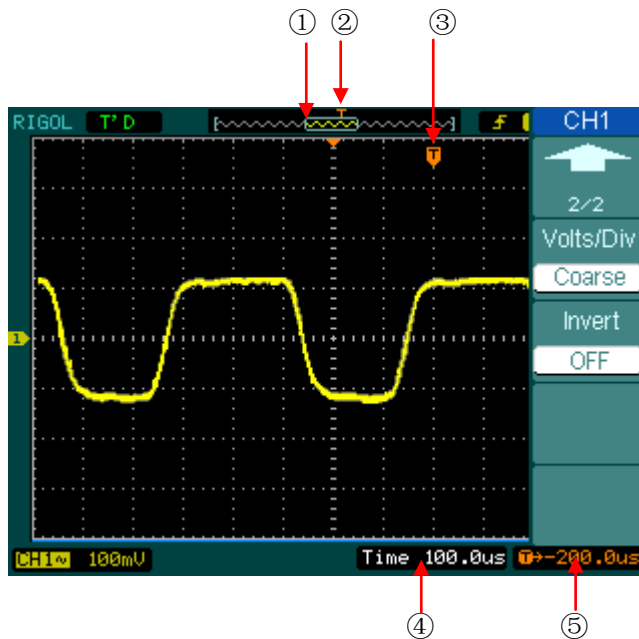 ① ② ③
T
RIGOL T'D CH1
T
2/2
Volts/Div
Coarse
Invert
1
OFF
CH1~ 100mV Time 100.0us T→-200.0us
④ ⑤